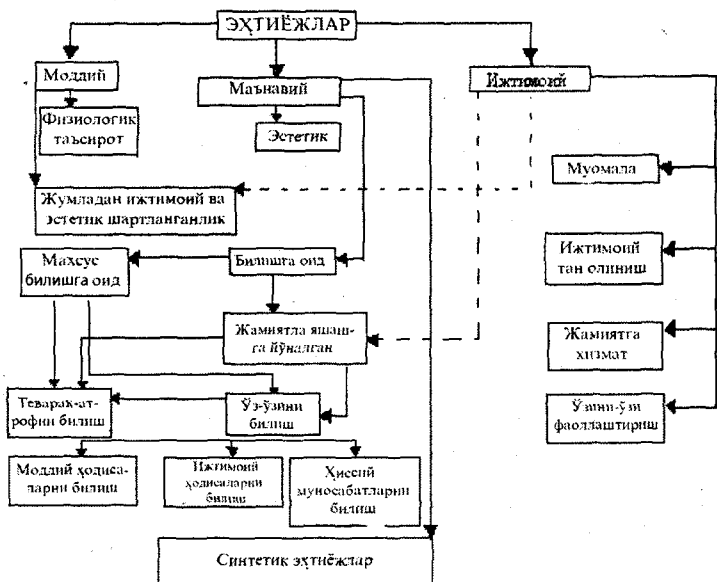 ЭҲТИЁЖЛАР
Моддий
Маънавий
Ижтимоий
Физиологик
таъсирот
Эстетик
Муомала
Жумладан ижтимоий ва
эстетик шартланганлик
Махсус
билишга оид
Билишга оид
Ижтимоий
тан олиниш
Жамиятда яшаш-
га йўналган
Жамиятга
хизмат
Теварак-ат-
рофни билиш
Ўз-ўзини
билиш
Ўзини-ўзи
фаоллаштириш
Моддий ҳодиса-
ларни билиш
Ижтимоий
ҳодисаларни
билиш
Ҳиссий
муносабатларни
билиш
Синтетик эҳтиёжлар